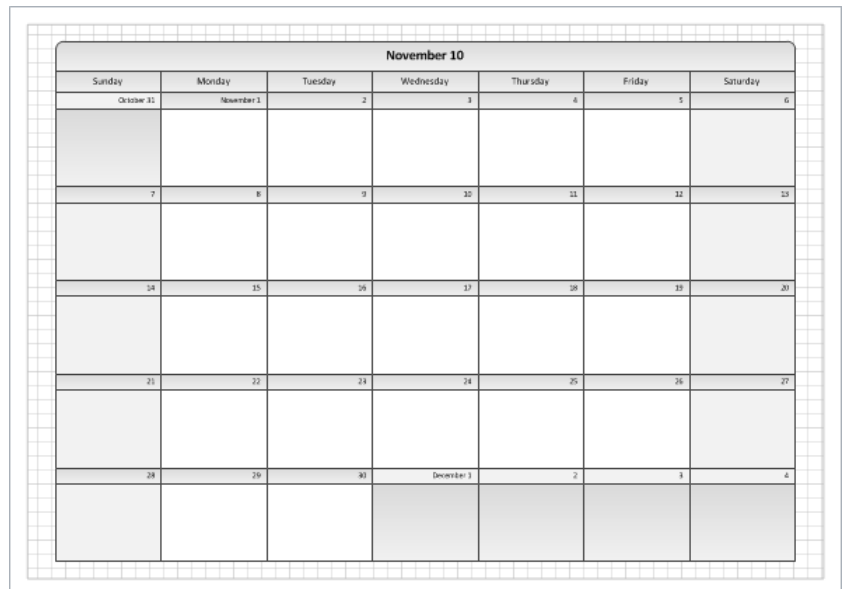 November 10
Sunday Monday Tuesday Wednesday Thursday Friday Saturday
October 31 November 1 2 3 4 5 6
7 8 9 10 11 12 13
14 15 16 17 18 19 20
21 22 23 24 25 26 27
28 29 30 December 1 2 3 4